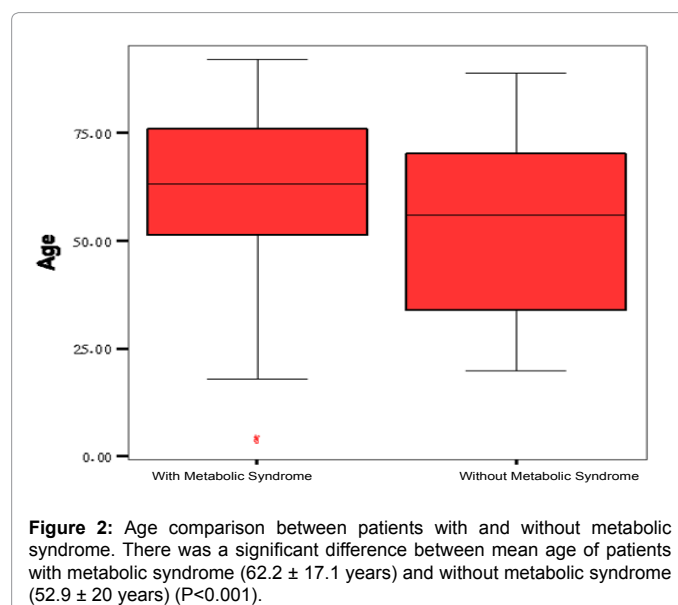 75.00
50.00
25.00
0.00
Age
With Metabolic Syndrome
Without Metabolic Syndrome
Figure 2: Age comparison between patients with and without metabolic
syndrome. There was a significant difference between mean age of patients
with metabolic syndrome (62.2 ± 17.1 years) and without metabolic syndrome
(52.9 ± 20 years) (P<0.001).